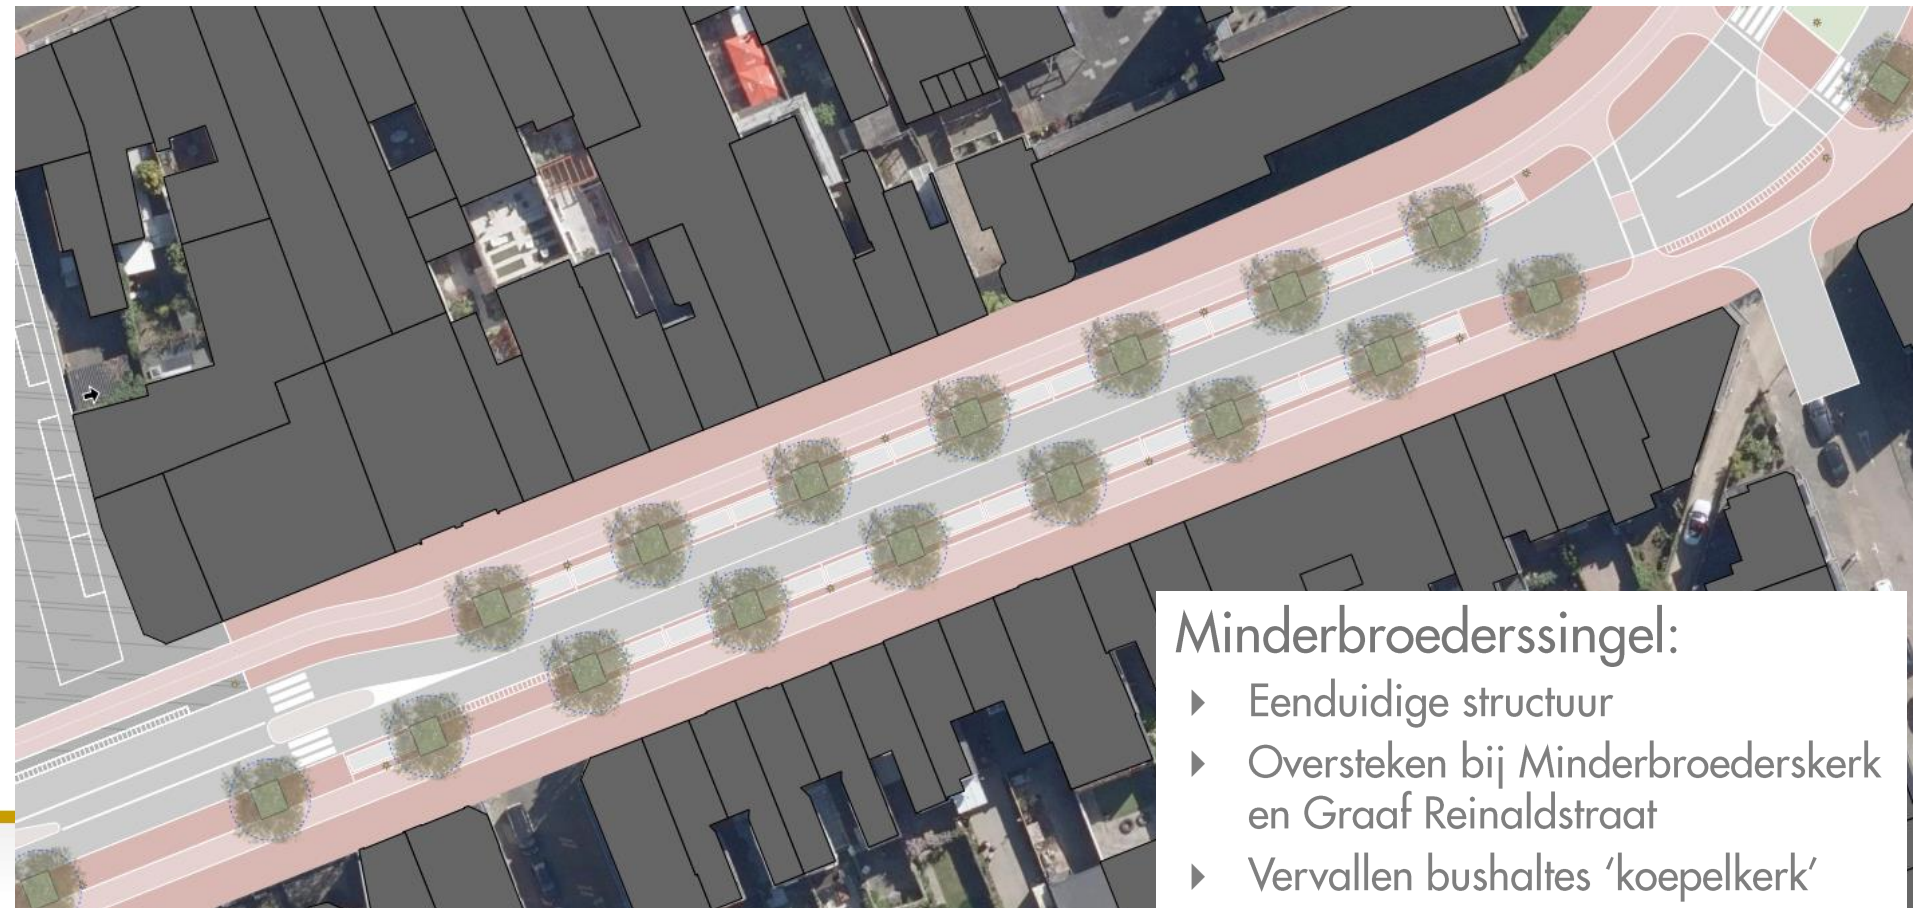 Minderbroederssingel:
Eenduidige structuur
Oversteken bij Minderbroederskerk
en Graaf Reinaldstraat
Vervallen bushaltes ‘koepelkerk’